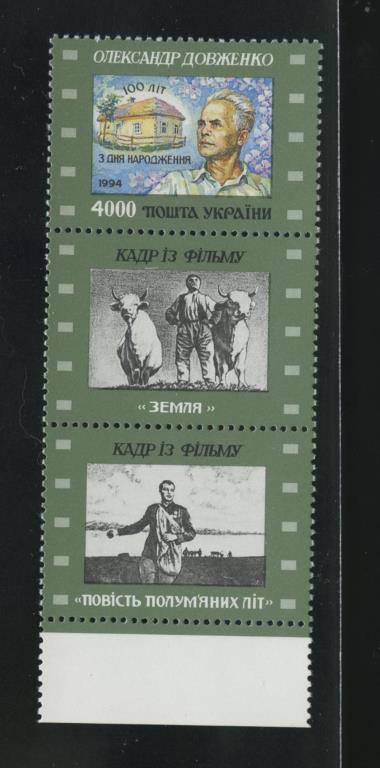 ОЛЕКСАНДР ДОВЖЕНКО
100 ЛІТ
З ДНЯ НАРОДЖЕННЯ
1994
4000 ПОШТА УКРАЇНИ
КАДР ІЗ ФІЛЬМУ
«ЗЕМЛЯ»
КАДР ІЗ ФІЛЬМУ
«ПОВІСТЬ ПОЛУМ'ЯНИХ ЛІТ»